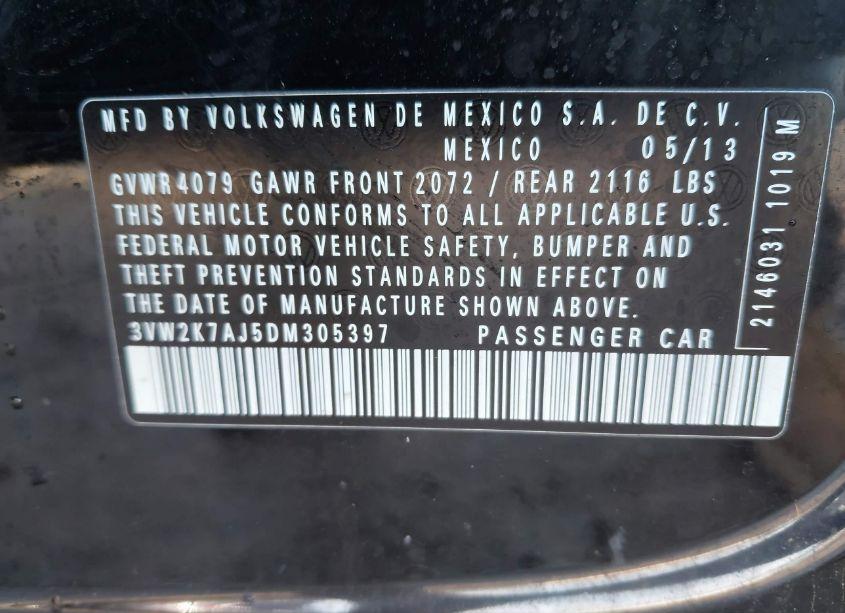 MFD BY VOLKSWAGEN DE MEXICO S.A. DE C.V.
MEXICO 05/13
GVWR 4079 GAWR FRONT 2072 / REAR 2116 LBS
THIS VEHICLE CONFORMS TO ALL APPLICABLE U.S.
FEDERAL MOTOR VEHICLE SAFETY, BUMPER AND
THEFT PREVENTION STANDARDS IN EFFECT ON
THE DATE OF MANUFACTURE SHOWN ABOVE.
3VW2K7AJ5DM305397 PASSENGER CAR
2146031 1019 M